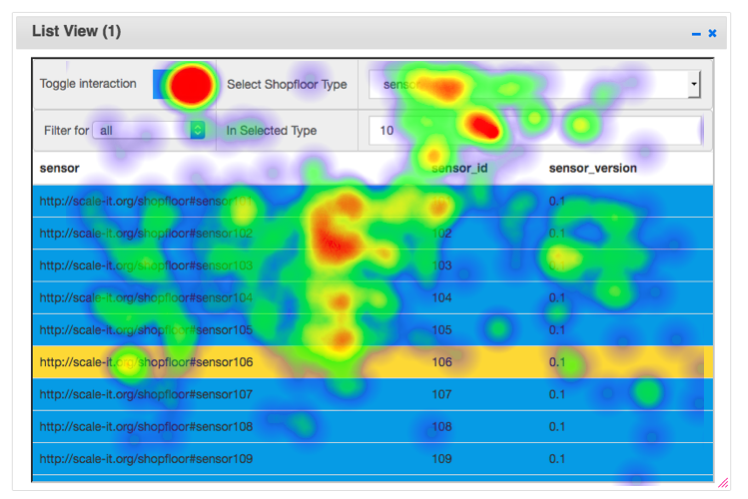 List View (1)
Toggle interaction Select Shopfloor Type sensor
Filter for all In Selected Type 10
sensor sensor_id sensor_version
http://scale-it.org/shopfloor#sensor101 0.1
http://scale-it.org/shopfloor#sensor102 102 0.1
http://scale-it.org/shopfloor#sensor103 103 0.1
http://scale-it.org/shopfloor#sensor104 104 0.1
http://scale-it.org/shopfloor#sensor105 105 0.1
http://scale-it.org/shopfloor#sensor106 106 0.1
http://scale-it.org/shopfloor#sensor107 107 0.1
http://scale-it.org/shopfloor#sensor108 108 0.1
http://scale-it.org/shopfloor#sensor109 109 0.1